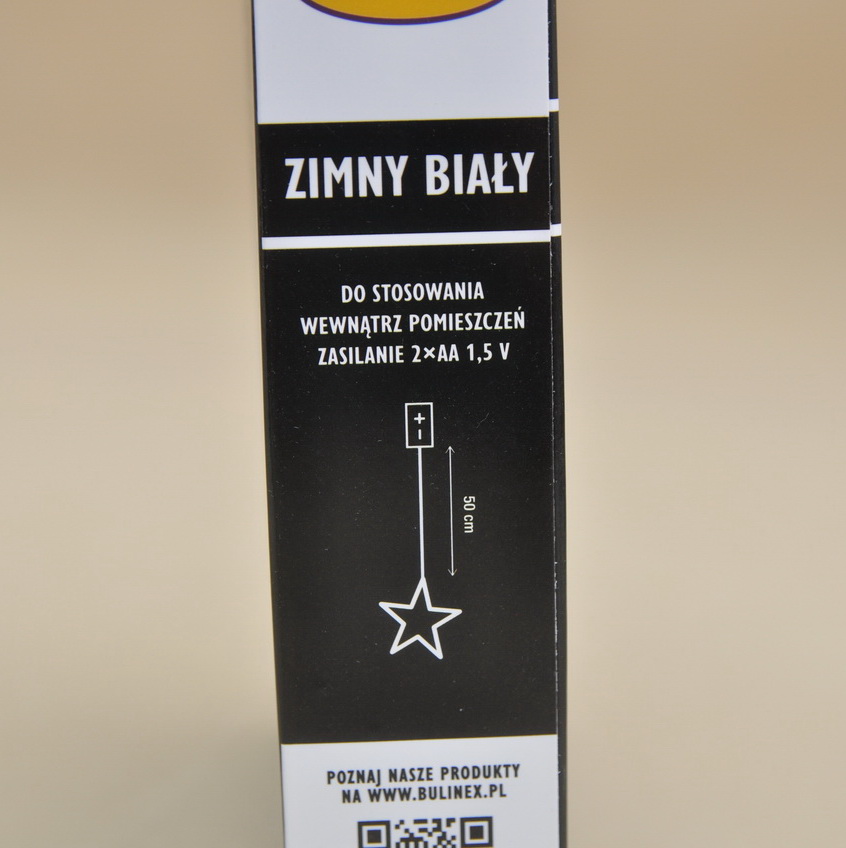 ZIMNY BIAŁY
DO STOSOWANIA
WEWNĄTRZ POMIESZCZEŃ
ZASILANIE 2×AA 1,5 V
+
-
50 cm
POZNAJ NASZE PRODUKTY
NA WWW.BULINEX.PL